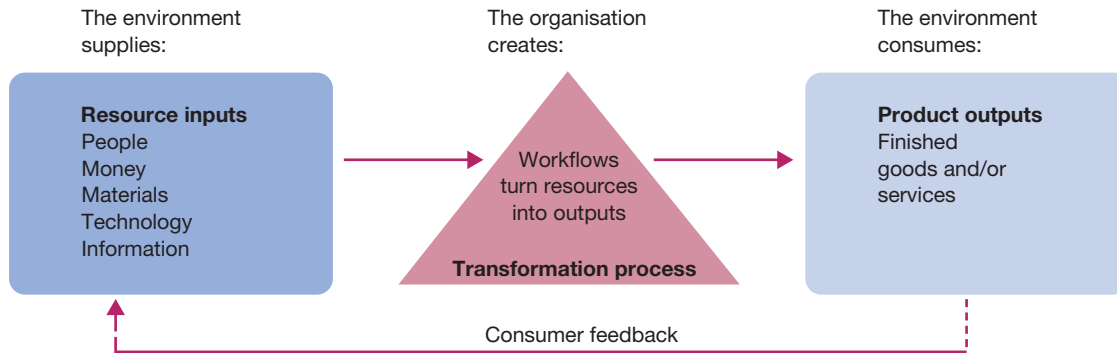 The environment
supplies:
The organisation
creates:
The environment
consumes:
Resource inputs
People
Money
Materials
Technology
Information
Workflows
turn resources
into outputs
Transformation process
Product outputs
Finished
goods and/or
services
Consumer feedback